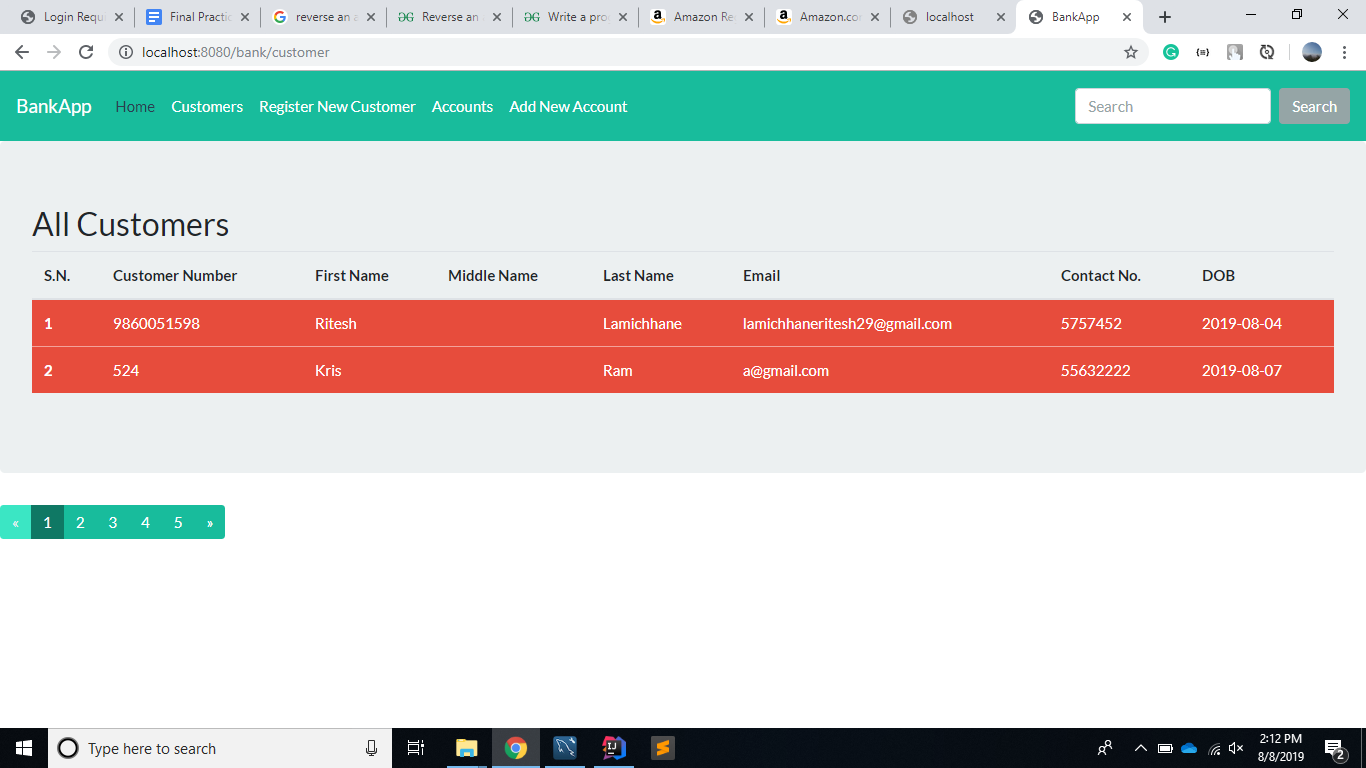 Login Requ Final Practic reverse an a Reverse an Write a pro Amazon Re Amazon.co localhost BankApp
localhost:8080/bank/customer
BankApp Home Customers Register New Customer Accounts Add New Account Search Search
All Customers
S.N. Customer Number First Name Middle Name Last Name Email Contact No. DOB
1 9860051598 Ritesh Lamichhane lamichhaneritesh29@gmail.com 5757452 2019-08-04
2 524 Kris Ram a@gmail.com 55632222 2019-08-07
« 1 2 3 4 5 »
Type here to search
2:12 PM
8/8/2019
2